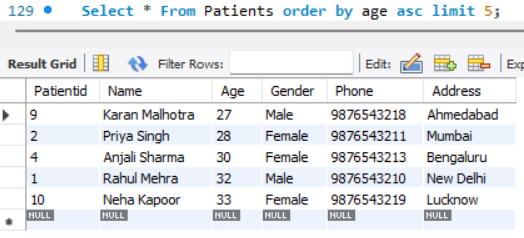 129 Select * From Patients order by age asc limit 5;
Result Grid Filter Rows: Edit: Exp
Patientid Name Age Gender Phone Address
9 Karan Malhotra 27 Male 9876543218 Ahmedabad
2 Priya Singh 28 Female 9876543211 Mumbai
4 Anjali Sharma 30 Female 9876543213 Bengaluru
1 Rahul Mehra 32 Male 9876543210 New Delhi
10 Neha Kapoor 33 Female 9876543219 Lucknow
NULL NULL NULL NULL NULL NULL